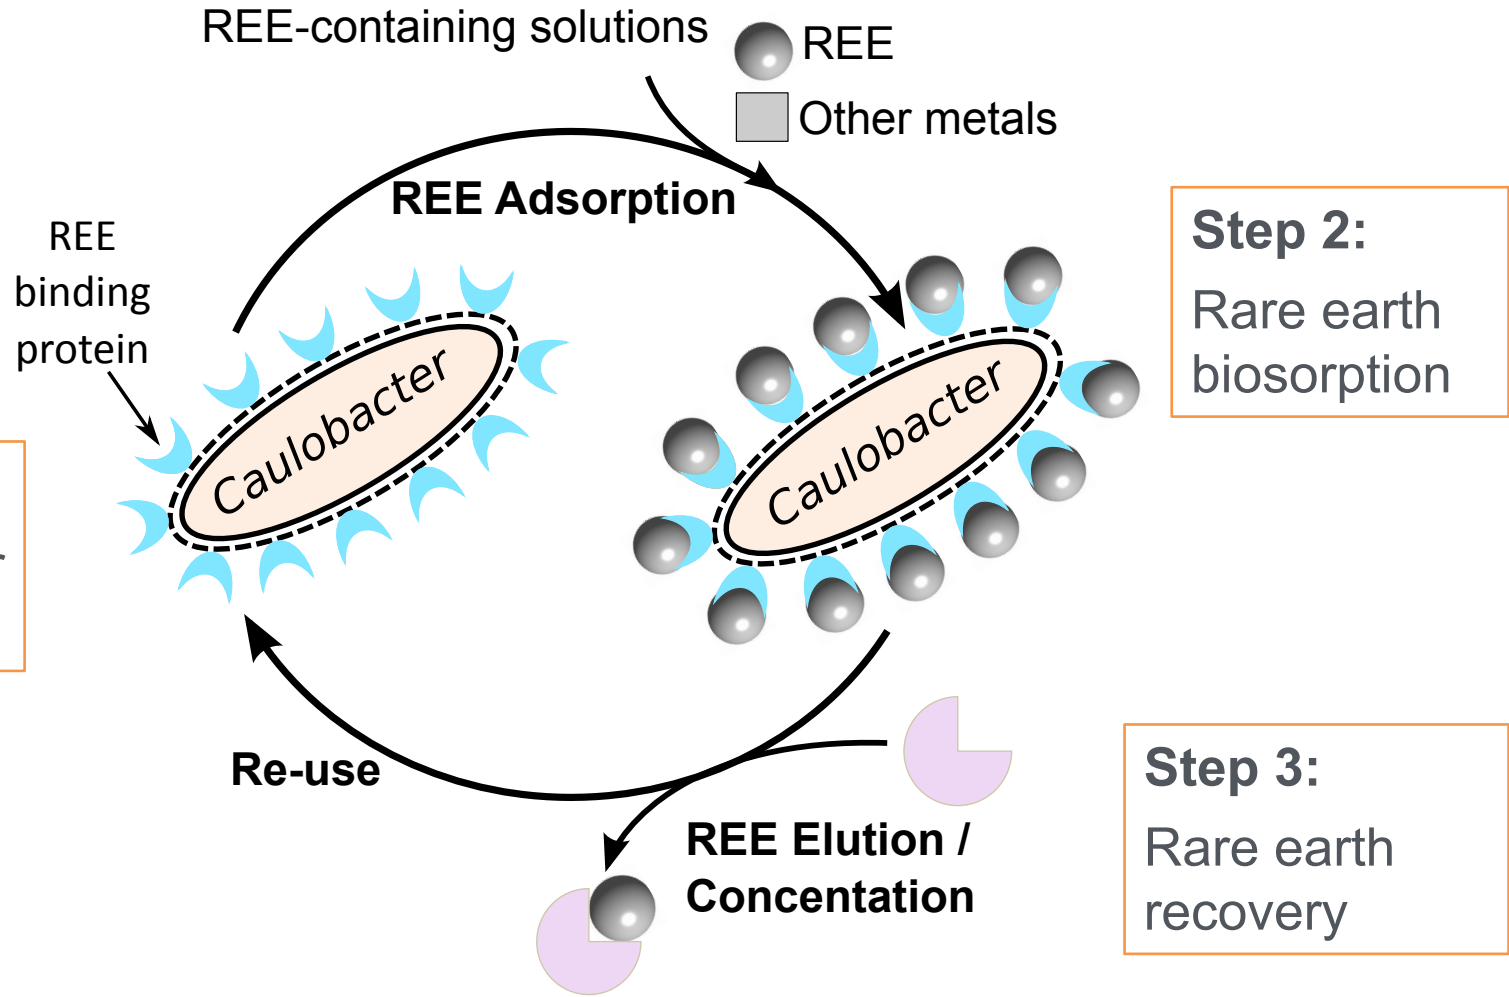 REE-containing solutions
REE
Other metals
REE Adsorption
REE
binding
protein
Caulobacter
Caulobacter
Step 2:
Rare earth
biosorption
Re-use
REE Elution /
Concentation
Step 3:
Rare earth
recovery